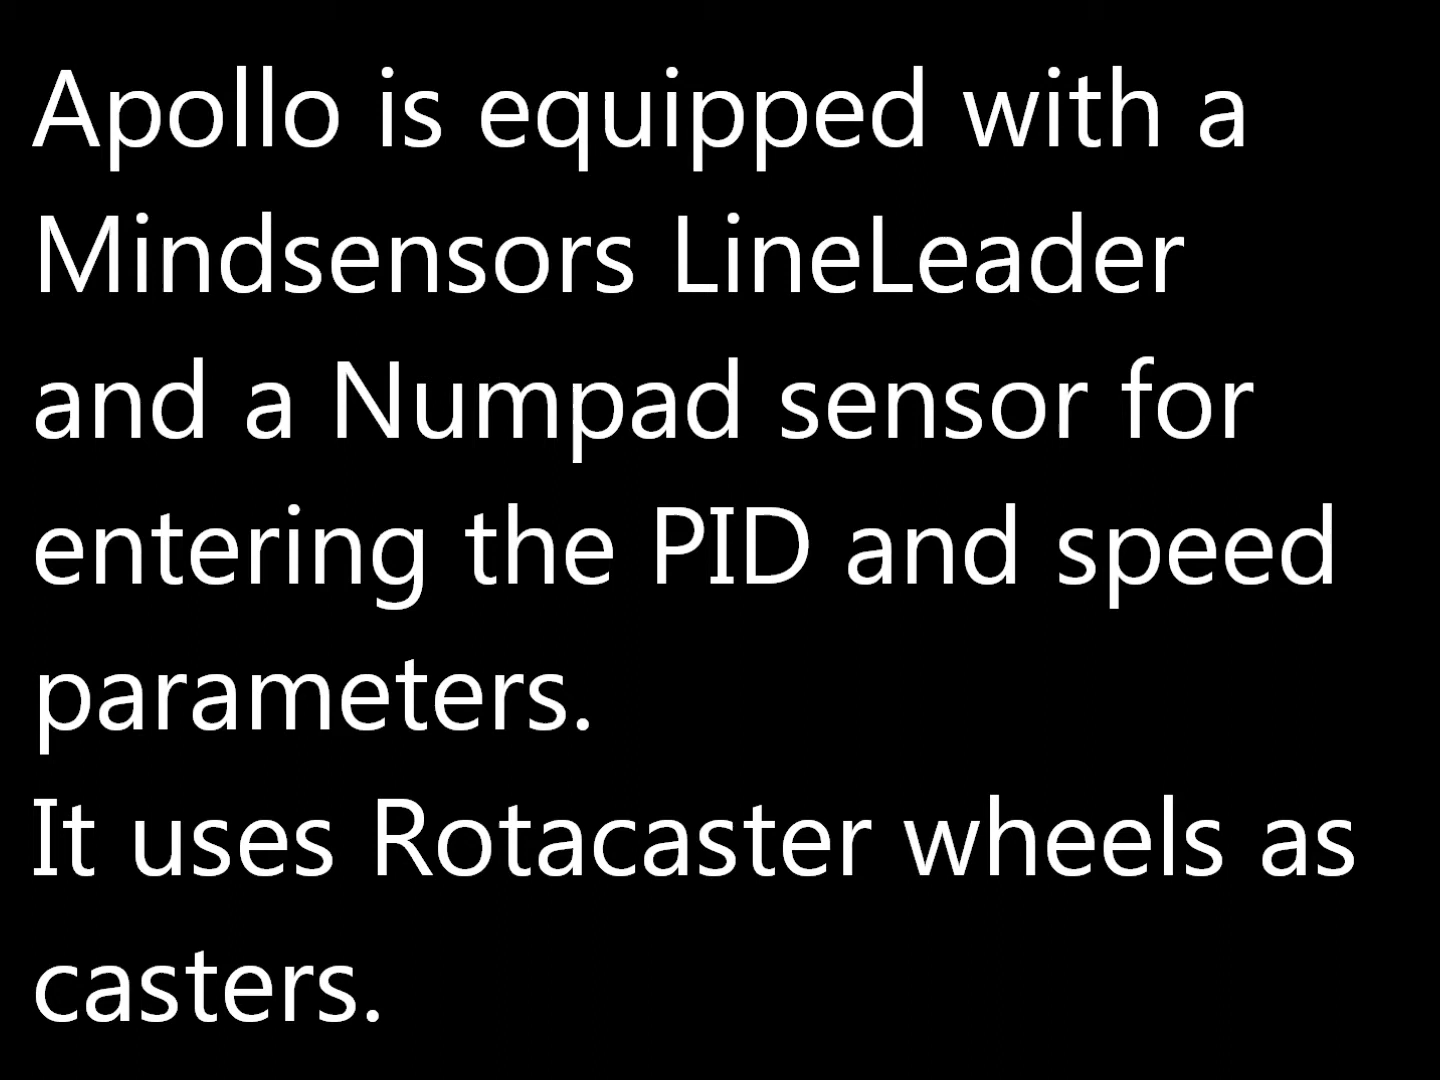 Apollo is equipped with a
Mindsensors LineLeader
and a Numpad sensor for
entering the PID and speed
parameters.
It uses Rotacaster wheels as
casters.